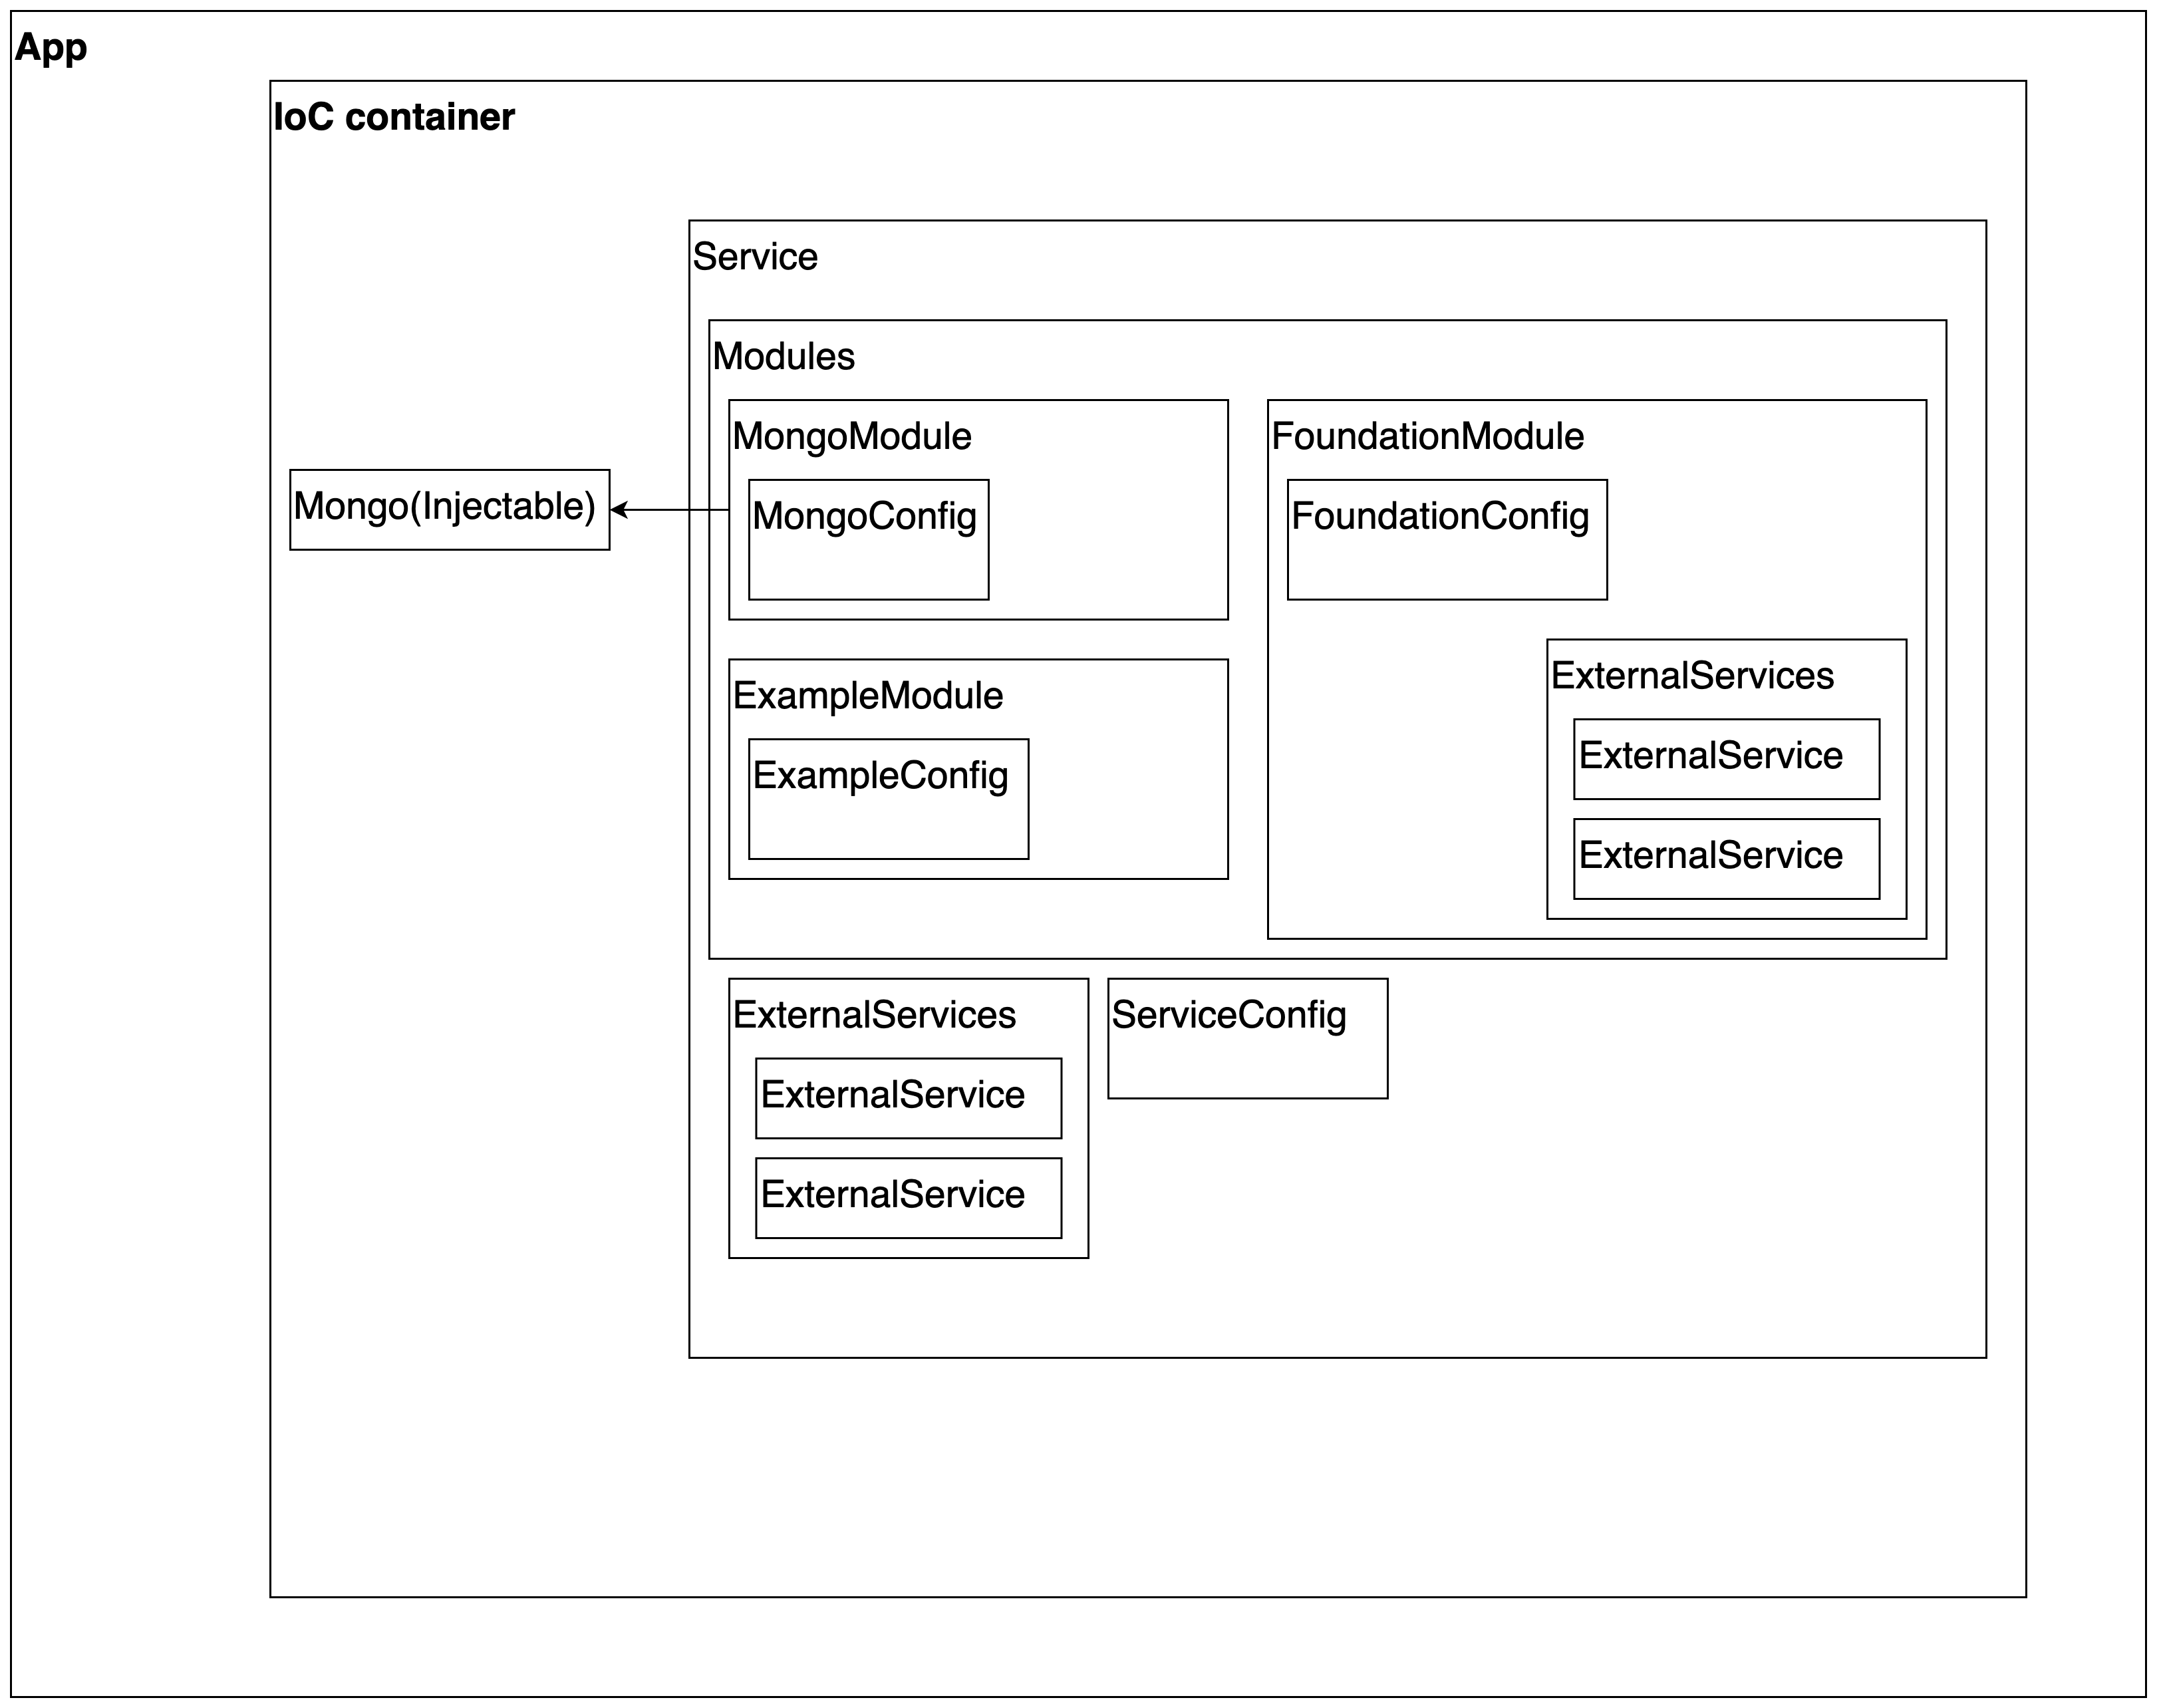 App
IoC container
Service
Modules
MongoModule
FoundationModule
Mongo(Injectable)
MongoConfig
FoundationConfig
ExampleModule
ExternalServices
ExampleConfig
ExternalService
ExternalService
ExternalServices
ServiceConfig
ExternalService
ExternalService